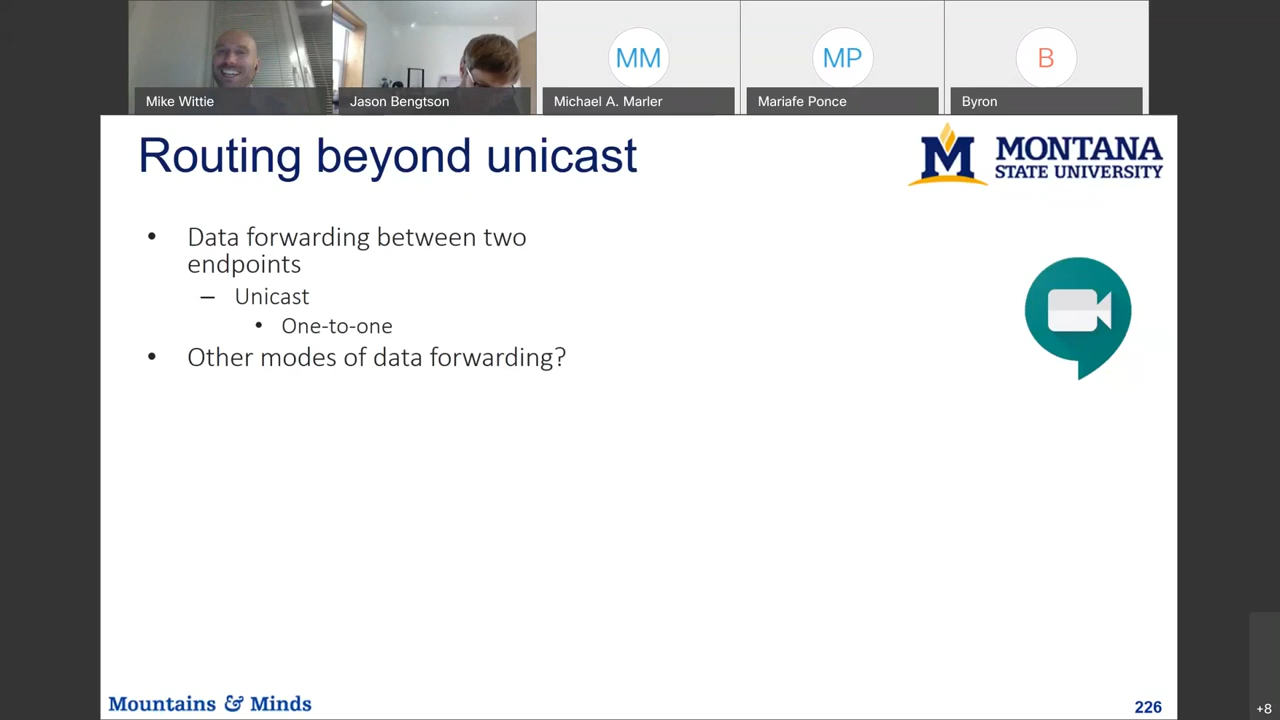 MM
MP
B
Mike Wittie
Jason Bengtson
Michael A. Marler
Mariafe Ponce
Byron
Routing beyond unicast
M
MONTANA
STATE UNIVERSITY
• Data forwarding between two
endpoints
– Unicast
• One-to-one
• Other modes of data forwarding?
Mountains & Minds
226
+8